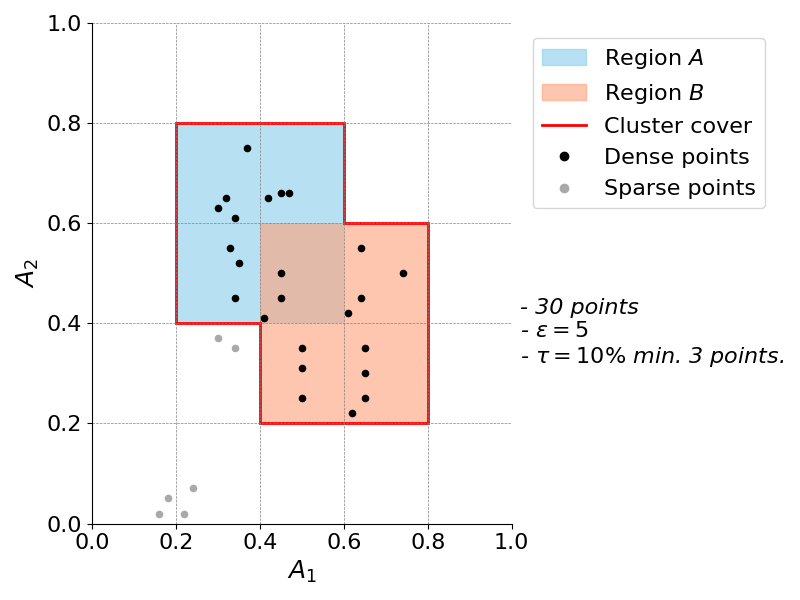 1.0
0.8
0.6
0.4
0.2
0.0
A₂
0.0 0.2 0.4 0.6 0.8 1.0
A₁
Region A
Region B
Cluster cover
Dense points
Sparse points
- 30 points
- ε = 5
- τ = 10% min. 3 points.